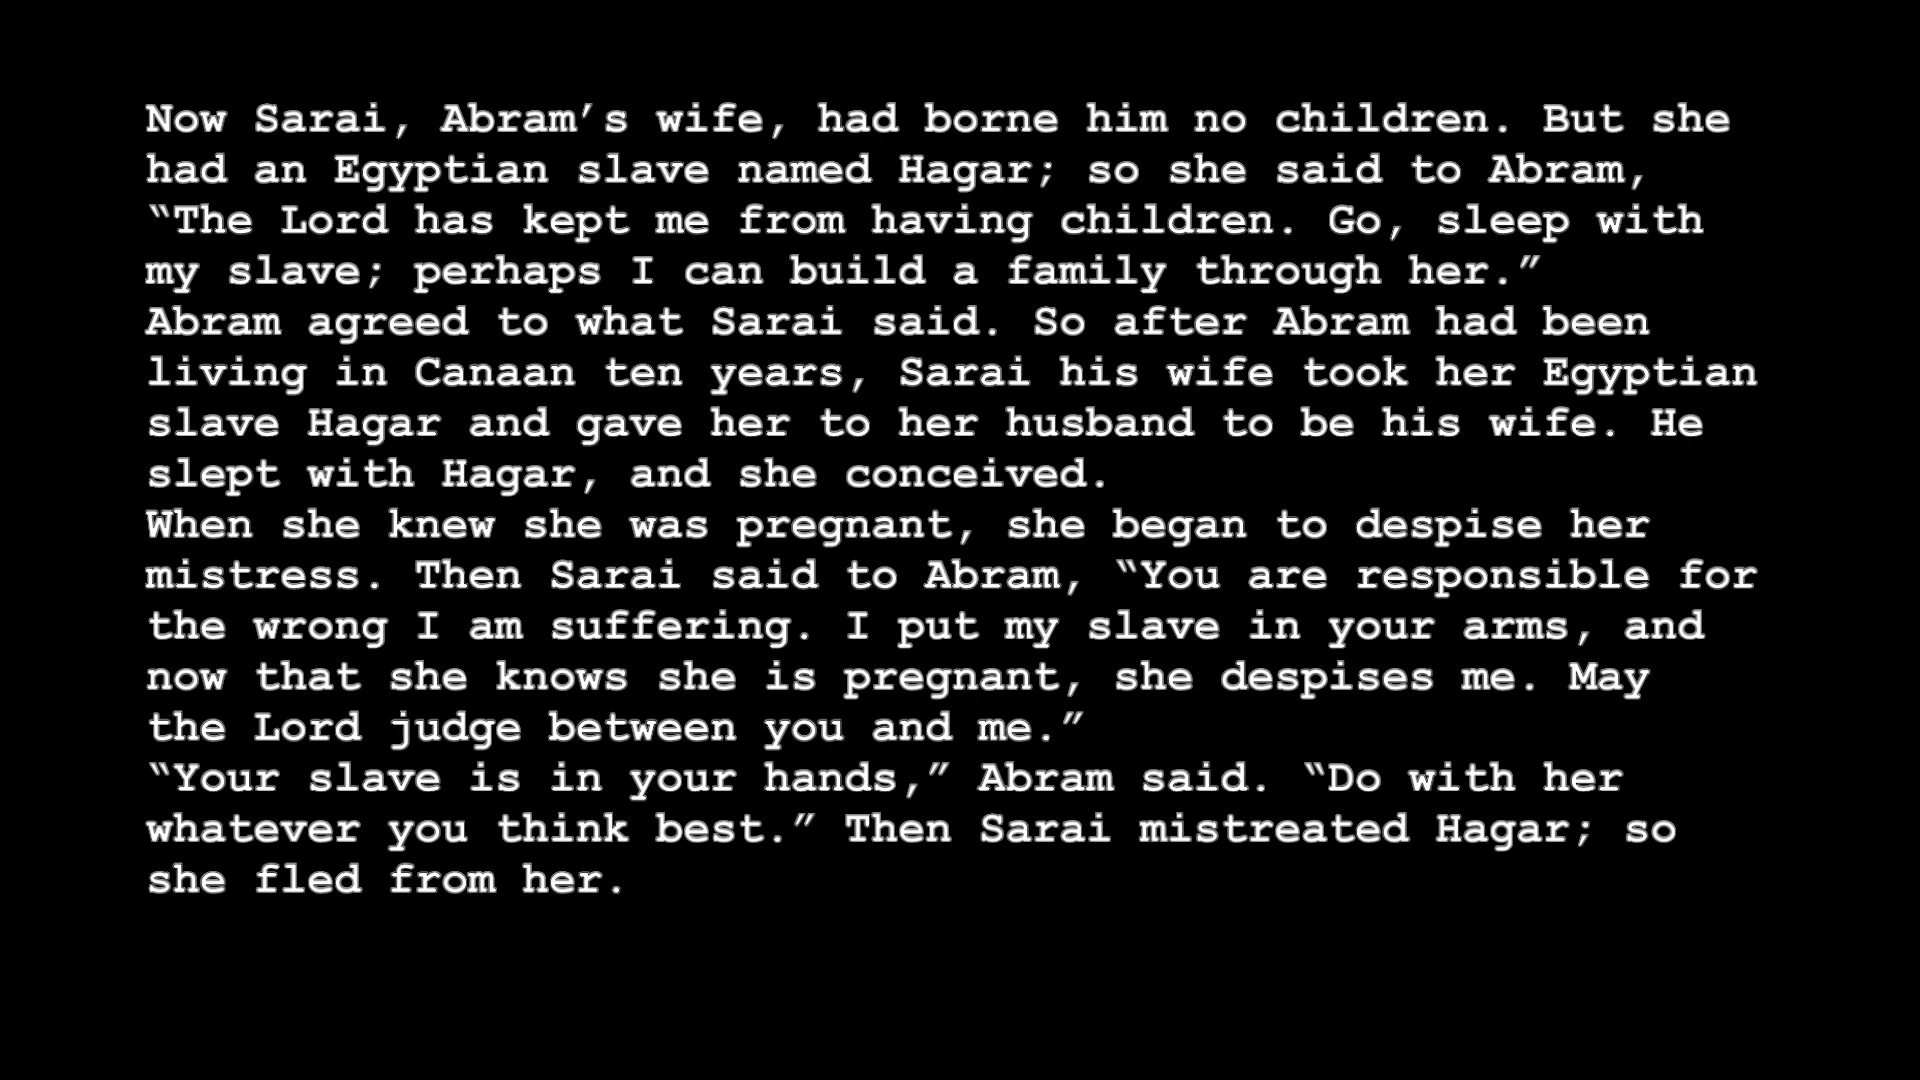 Now Sarai, Abram’s wife, had borne him no children. But she
had an Egyptian slave named Hagar; so she said to Abram,
“The Lord has kept me from having children. Go, sleep with
my slave; perhaps I can build a family through her.”
Abram agreed to what Sarai said. So after Abram had been
living in Canaan ten years, Sarai his wife took her Egyptian
slave Hagar and gave her to her husband to be his wife. He
slept with Hagar, and she conceived.
When she knew she was pregnant, she began to despise her
mistress. Then Sarai said to Abram, “You are responsible for
the wrong I am suffering. I put my slave in your arms, and
now that she knows she is pregnant, she despises me. May
the Lord judge between you and me.”
“Your slave is in your hands,” Abram said. “Do with her
whatever you think best.” Then Sarai mistreated Hagar; so
she fled from her.